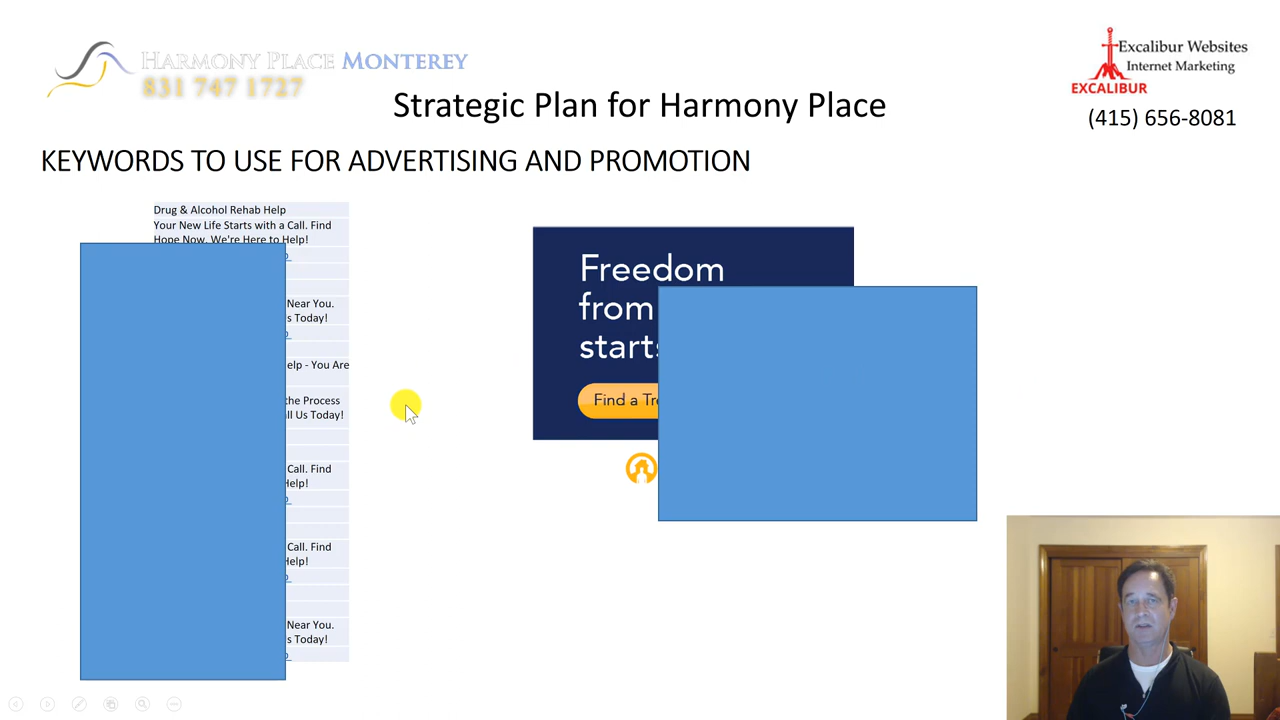 HARMONY PLACE MONTEREY
831 747 1727
Excalibur Websites
Internet Marketing
EXCALIBUR
(415) 656-8081
Strategic Plan for Harmony Place
KEYWORDS TO USE FOR ADVERTISING AND PROMOTION
Drug & Alcohol Rehab Help
Your New Life Starts with a Call. Find
Hope Now. We're Here to Help!
Near You.
s Today!
elp - You Are
the Process
all Us Today!
Call. Find
Help!
Call. Find
Help!
Near You.
s Today!
Freedom
from
starts
Find a Tre